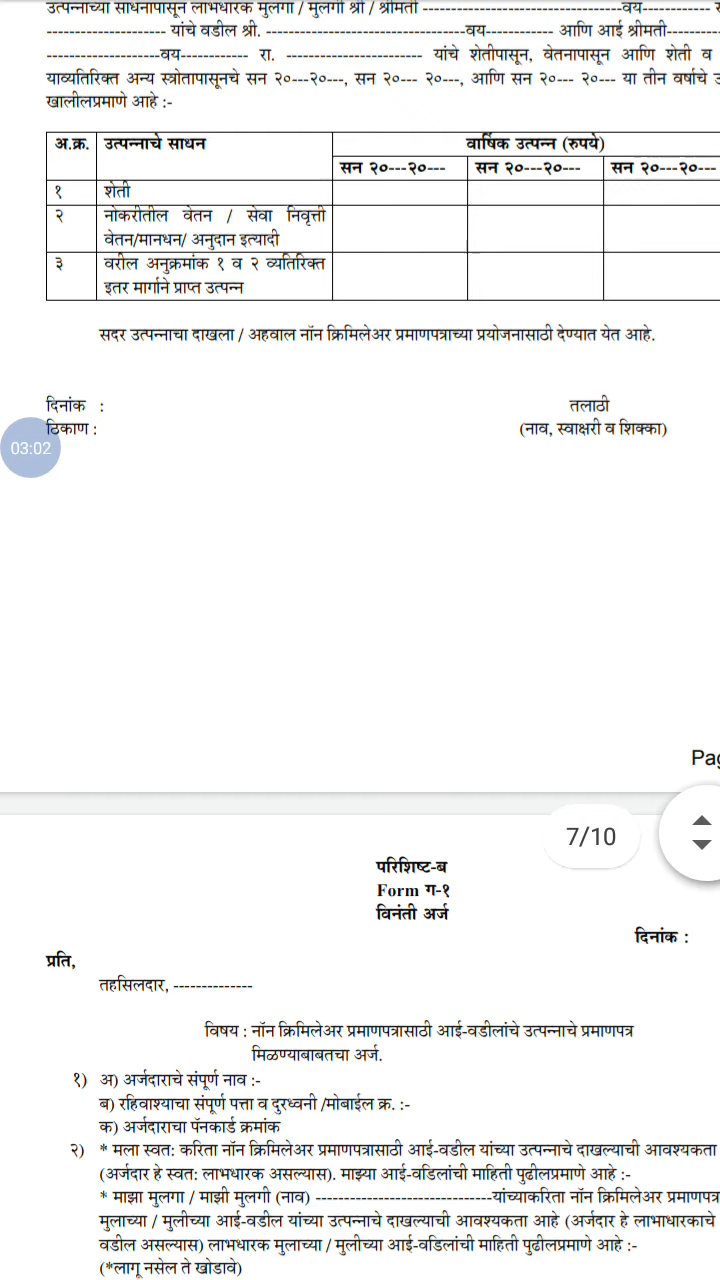 उत्पन्नाच्या साधनापासून लाभधारक मुलगा / मुलगी श्री / श्रीमती -----------------------------------वय------------
--------------------- यांचे वडील श्री. -----------------------------------वय------------ आणि आई श्रीमती---------
--------------------वय------------ रा. ------------------------ यांचे शेतीपासून, वेतनापासून आणि शेती व
याव्यतिरिक्त अन्य स्त्रोतापासूनचे सन २०---२०---, सन २०--- २०---, आणि सन २०--- २०--- या तीन वर्षाचे
खालीलप्रमाणे आहे :-
अ.क्र. उत्पन्नाचे साधन वार्षिक उत्पन्न (रुपये)
सन २०---२०--- सन २०---२०--- सन २०---२०---
१ शेती
२ नोकरीतील वेतन / सेवा निवृत्ती
वेतन/मानधन/ अनुदान इत्यादी
३ वरील अनुक्रमांक १ व २ व्यतिरिक्त
इतर मार्गाने प्राप्त उत्पन्न
सदर उत्पन्नाचा दाखला / अहवाल नॉन क्रिमिलेअर प्रमाणपत्राच्या प्रयोजनासाठी देण्यात येत आहे.
दिनांक : तलाठी
ठिकाण : (नाव, स्वाक्षरी व शिक्का)
03:02
7/10
परिशिष्ट-ब
Form ग-१
विनंती अर्ज
दिनांक :
प्रति,
तहसिलदार, --------------
विषय : नॉन क्रिमिलेअर प्रमाणपत्रासाठी आई-वडीलांचे उत्पन्नाचे प्रमाणपत्र
मिळण्याबाबतचा अर्ज.
१) अ) अर्जदाराचे संपूर्ण नाव :-
ब) रहिवाश्याचा संपूर्ण पत्ता व दुरध्वनी /मोबाईल क्र. :-
क) अर्जदाराचा पॅनकार्ड क्रमांक
२) * मला स्वत: करिता नॉन क्रिमिलेअर प्रमाणपत्रासाठी आई-वडील यांच्या उत्पन्नाचे दाखल्याची आवश्यकता
(अर्जदार हे स्वत: लाभधारक असल्यास). माझ्या आई-वडिलांची माहिती पुढीलप्रमाणे आहे :-
* माझा मुलगा / माझी मुलगी (नाव) -------------------------------यांच्याकरिता नॉन क्रिमिलेअर प्रमाणपत्र
मुलाच्या / मुलीच्या आई-वडील यांच्या उत्पन्नाचे दाखल्याची आवश्यकता आहे (अर्जदार हे लाभाधारकाचे
वडील असल्यास) लाभधारक मुलाच्या / मुलीच्या आई-वडिलांची माहिती पुढीलप्रमाणे आहे :-
(*लागू नसेल ते खोडावे)